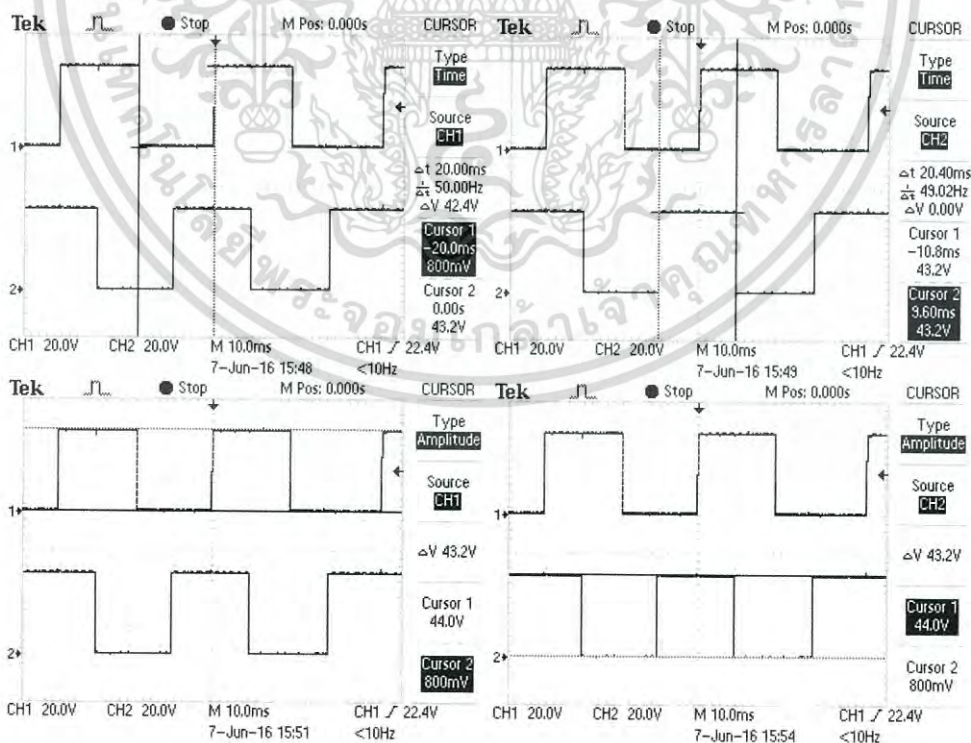 Tek
Stop
M Pos: 0.000s
CURSOR
Type
Time
Source
CH1
△t 20.00ms
1/△t 50.00Hz
△V 42.4V
Cursor 1
-20.0ms
800mV
Cursor 2
0.00s
43.2V
1
2
CH1 20.0V CH2 20.0V M 10.0ms CH1 ∫ 22.4V
7-Jun-16 15:48 <10Hz
Tek
Stop
M Pos: 0.000s
CURSOR
Type
Time
Source
CH2
△t 20.40ms
1/△t 49.02Hz
△V 0.00V
Cursor 1
-10.8ms
43.2V
Cursor 2
9.60ms
43.2V
1
2
CH1 20.0V CH2 20.0V M 10.0ms CH1 ∫ 22.4V
7-Jun-16 15:49 <10Hz
Tek
Stop
M Pos: 0.000s
CURSOR
Type
Amplitude
Source
CH1
△V 43.2V
Cursor 1
44.0V
Cursor 2
800mV
1
2
CH1 20.0V CH2 20.0V M 10.0ms CH1 ∫ 22.4V
7-Jun-16 15:51 <10Hz
Tek
Stop
M Pos: 0.000s
CURSOR
Type
Amplitude
Source
CH2
△V 43.2V
Cursor 1
44.0V
Cursor 2
800mV
1
2
CH1 20.0V CH2 20.0V M 10.0ms CH1 ∫ 22.4V
7-Jun-16 15:54 <10Hz